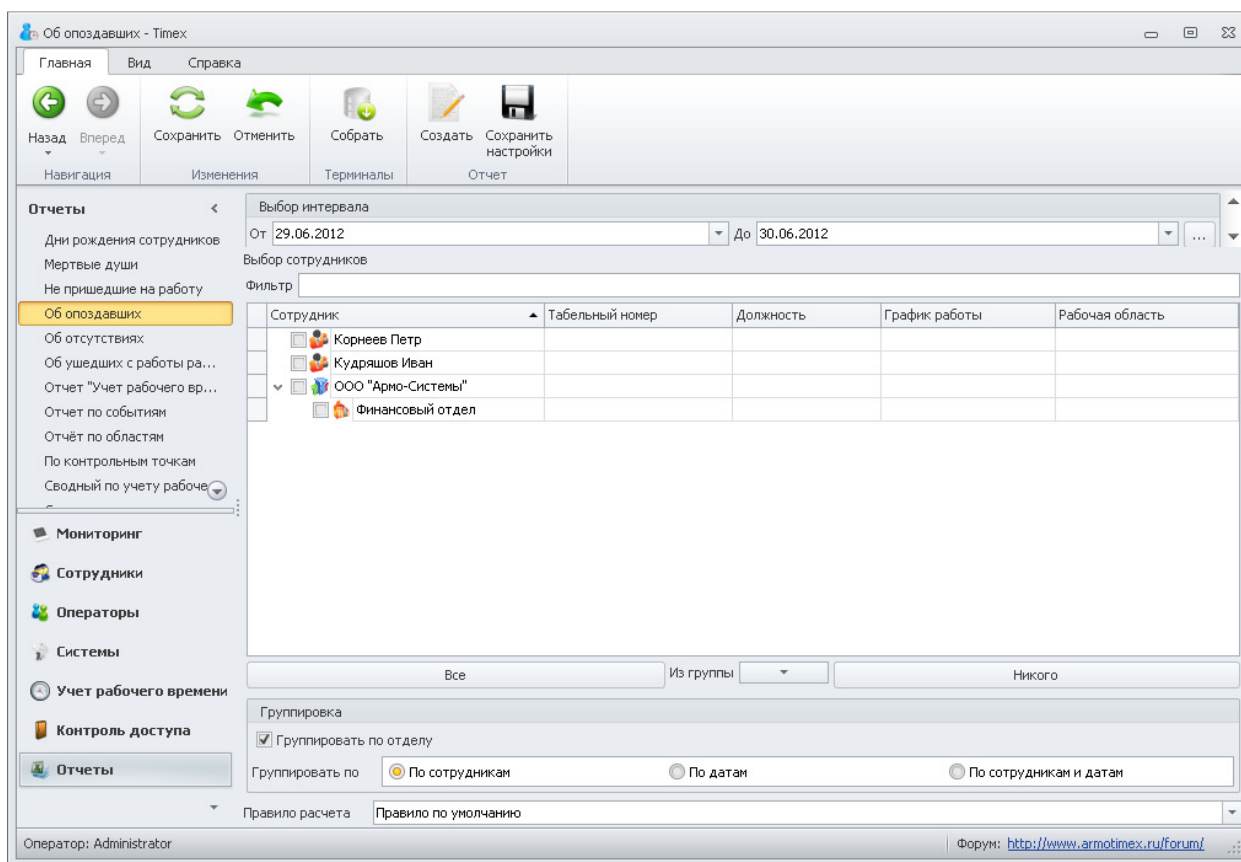 Об опоздавших - Timex
Главная Вид Справка
Назад Вперед Сохранить Отменить Собрать Создать Сохранить настройки
Навигация Изменения Терминалы Отчет
Отчеты
Дни рождения сотрудников
Мертвые души
Не пришедшие на работу
Об опоздавших
Об отсутствиях
Об ушедших с работы ра...
Отчет "Учет рабочего вр...
Отчет по событиям
Отчёт по областям
По контрольным точкам
Сводный по учету рабоче
Мониторинг
Сотрудники
Операторы
Системы
Учет рабочего времени
Контроль доступа
Отчеты
Выбор интервала
От 29.06.2012 До 30.06.2012 ...
Выбор сотрудников
Фильтр
Сотрудник Табельный номер Должность График работы Рабочая область
Корнеев Петр
Кудряшов Иван
ООО "Армо-Системы"
Финансовый отдел
Все Из группы Никого
Группировка
Группировать по отделу
Группировать по По сотрудникам По датам По сотрудникам и датам
Правило расчета Правило по умолчанию
Оператор: Administrator Форум: http://www.armotimex.ru/forum/